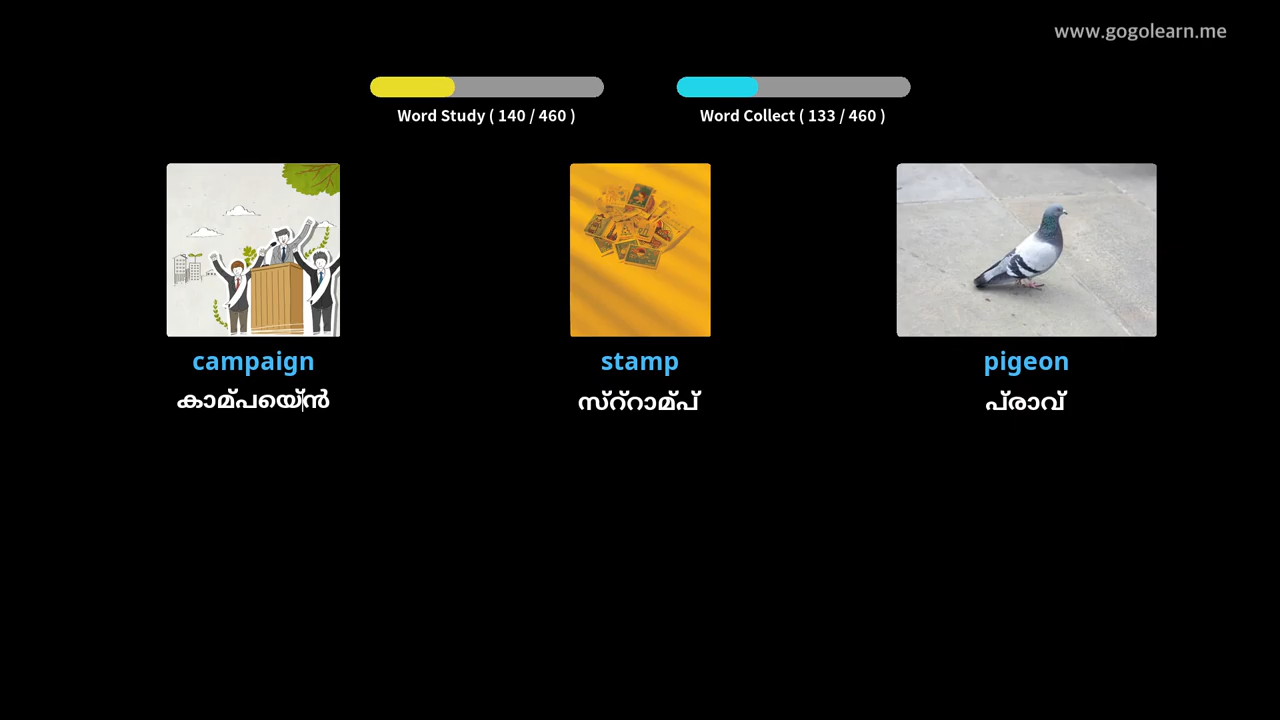 www.gogolearn.me
Word Study ( 140 / 460 )
Word Collect ( 133 / 460 )
campaign
stamp
pigeon
കാമ്പയെ്ൻ
സ്റ്റാമ്പ്
പ്രാവ്